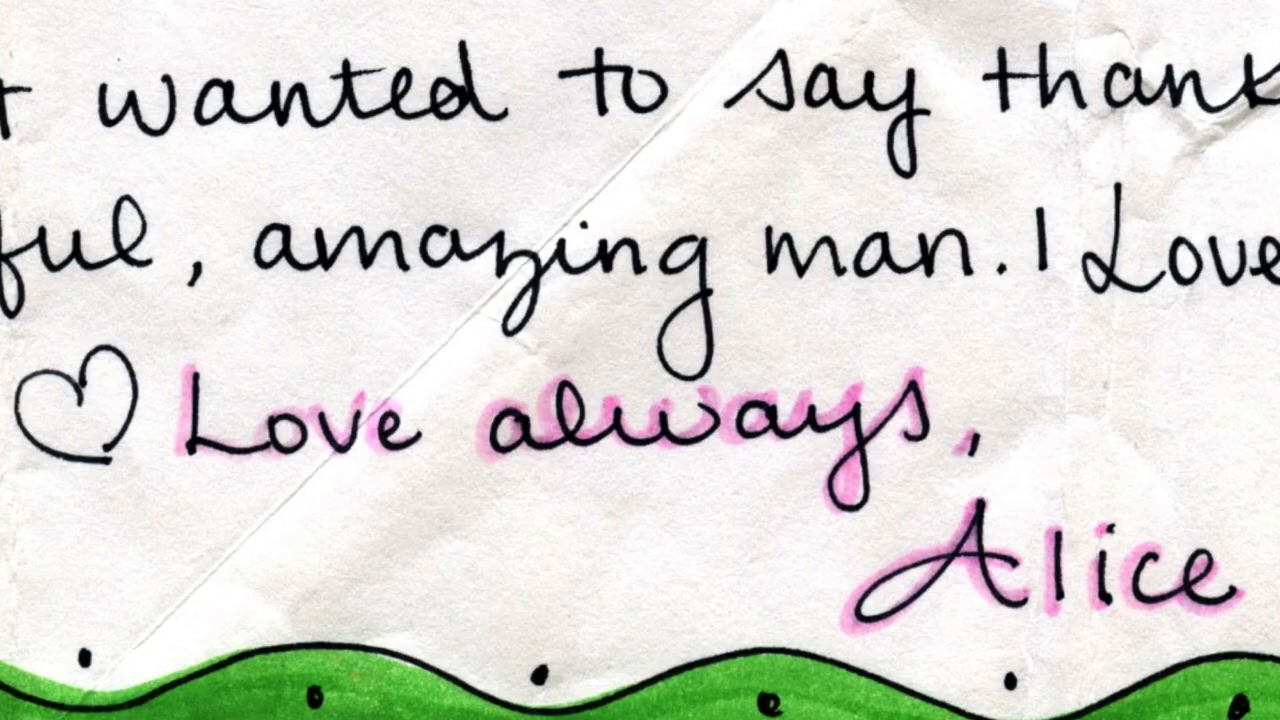 wanted to say thank
ful, amazing man. I Love
♡ Love always,
Alice